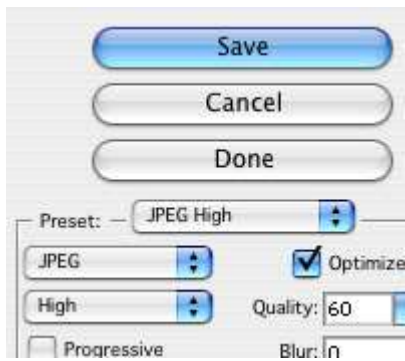 Save
Cancel
Done
Preset: JPEG High
JPEG Optimize
High Quality: 60
Progressive Blur: 0